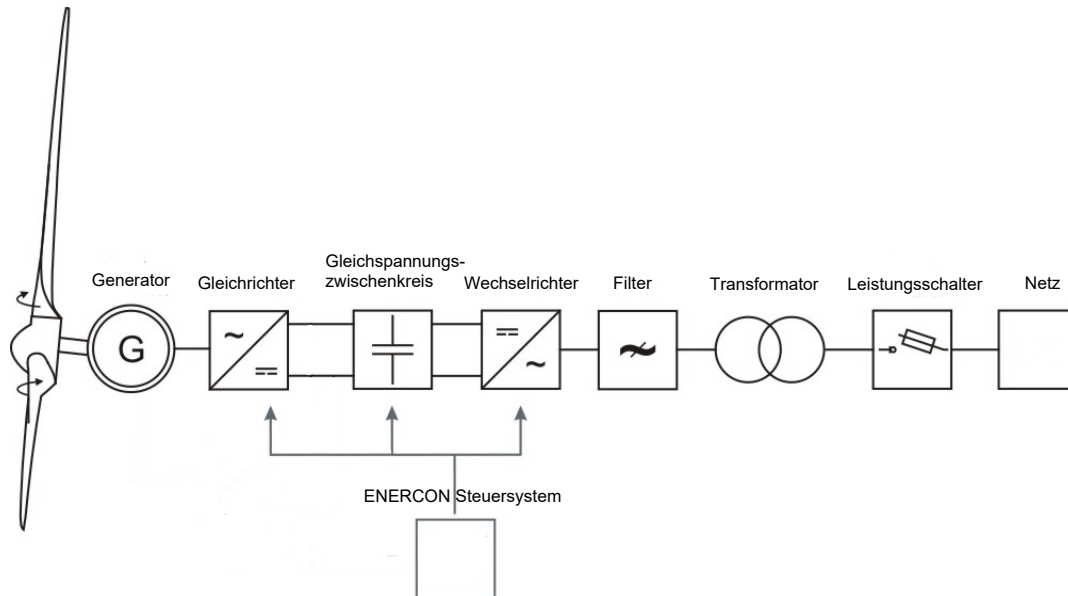 Generator
Gleichrichter
Gleichspannungs-
zwischenkreis
Wechselrichter
Filter
Transformator
Leistungsschalter
Netz
G
ENERCON Steuersystem